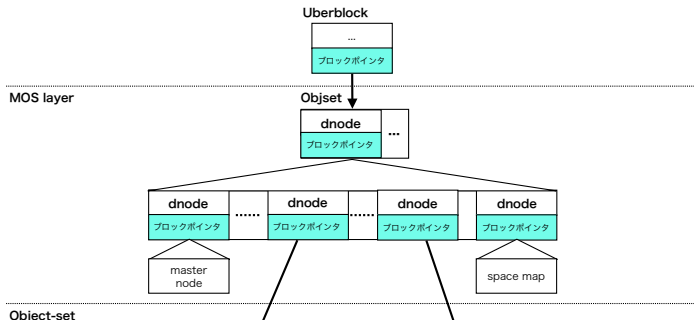 Uberblock
...
ブロックポインタ
MOS layer
Objset
dnode
...
ブロックポインタ
dnode
......
dnode
......
dnode
dnode
ブロックポインタ
ブロックポインタ
ブロックポインタ
ブロックポインタ
master
node
space map
Object-set